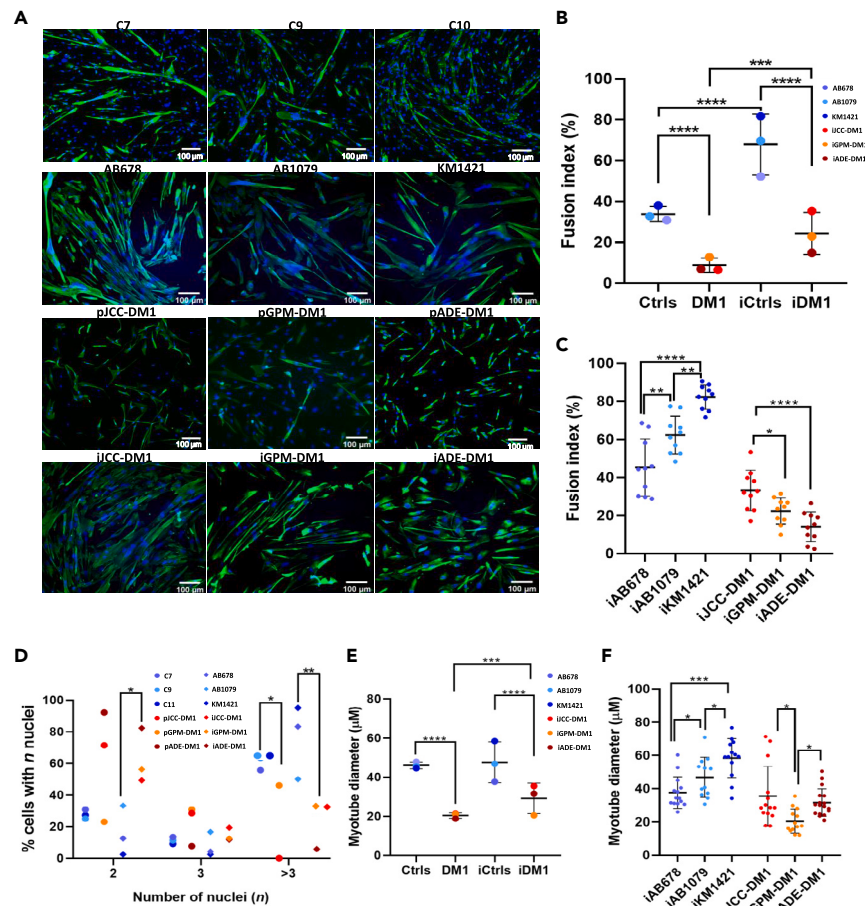 A
C7
C9
C10
100 µm
100 µm
100 µm
AB678
AB1079
KM1421
100 µm
100 µm
100 µm
pJCC-DM1
pGPM-DM1
pADE-DM1
100 µm
100 µm
100 µm
iJCC-DM1
iGPM-DM1
iADE-DM1
100 µm
100 µm
100 µm
B
Fusion index (%)
100
80
60
40
20
0
***
****
****
****
AB678
AB1079
KM1421
iJCC-DM1
iGPM-DM1
iADE-DM1
Ctrls
DM1
iCtrls
iDM1
C
Fusion index (%)
100
80
60
40
20
0
****
**
**
****
*
iAB678
iAB1079
iKM1421
iJCC-DM1
iGPM-DM1
iADE-DM1
D
% cells with n nuclei
100
80
60
40
20
0
C7
C9
C11
pJCC-DM1
pGPM-DM1
pADE-DM1
AB678
AB1079
KM1421
iJCC-DM1
iGPM-DM1
iADE-DM1
*
*
**
2
3
>3
Number of nuclei (n)
E
Myotube diameter (µM)
80
60
40
20
0
***
****
****
AB678
AB1079
KM1421
iJCC-DM1
iGPM-DM1
iADE-DM1
Ctrls
DM1
iCtrls
iDM1
F
Myotube diameter (µM)
100
80
60
40
20
0
***
*
*
*
*
iAB678
iAB1079
iKM1421
JCC-DM1
GPM-DM1
ADE-DM1